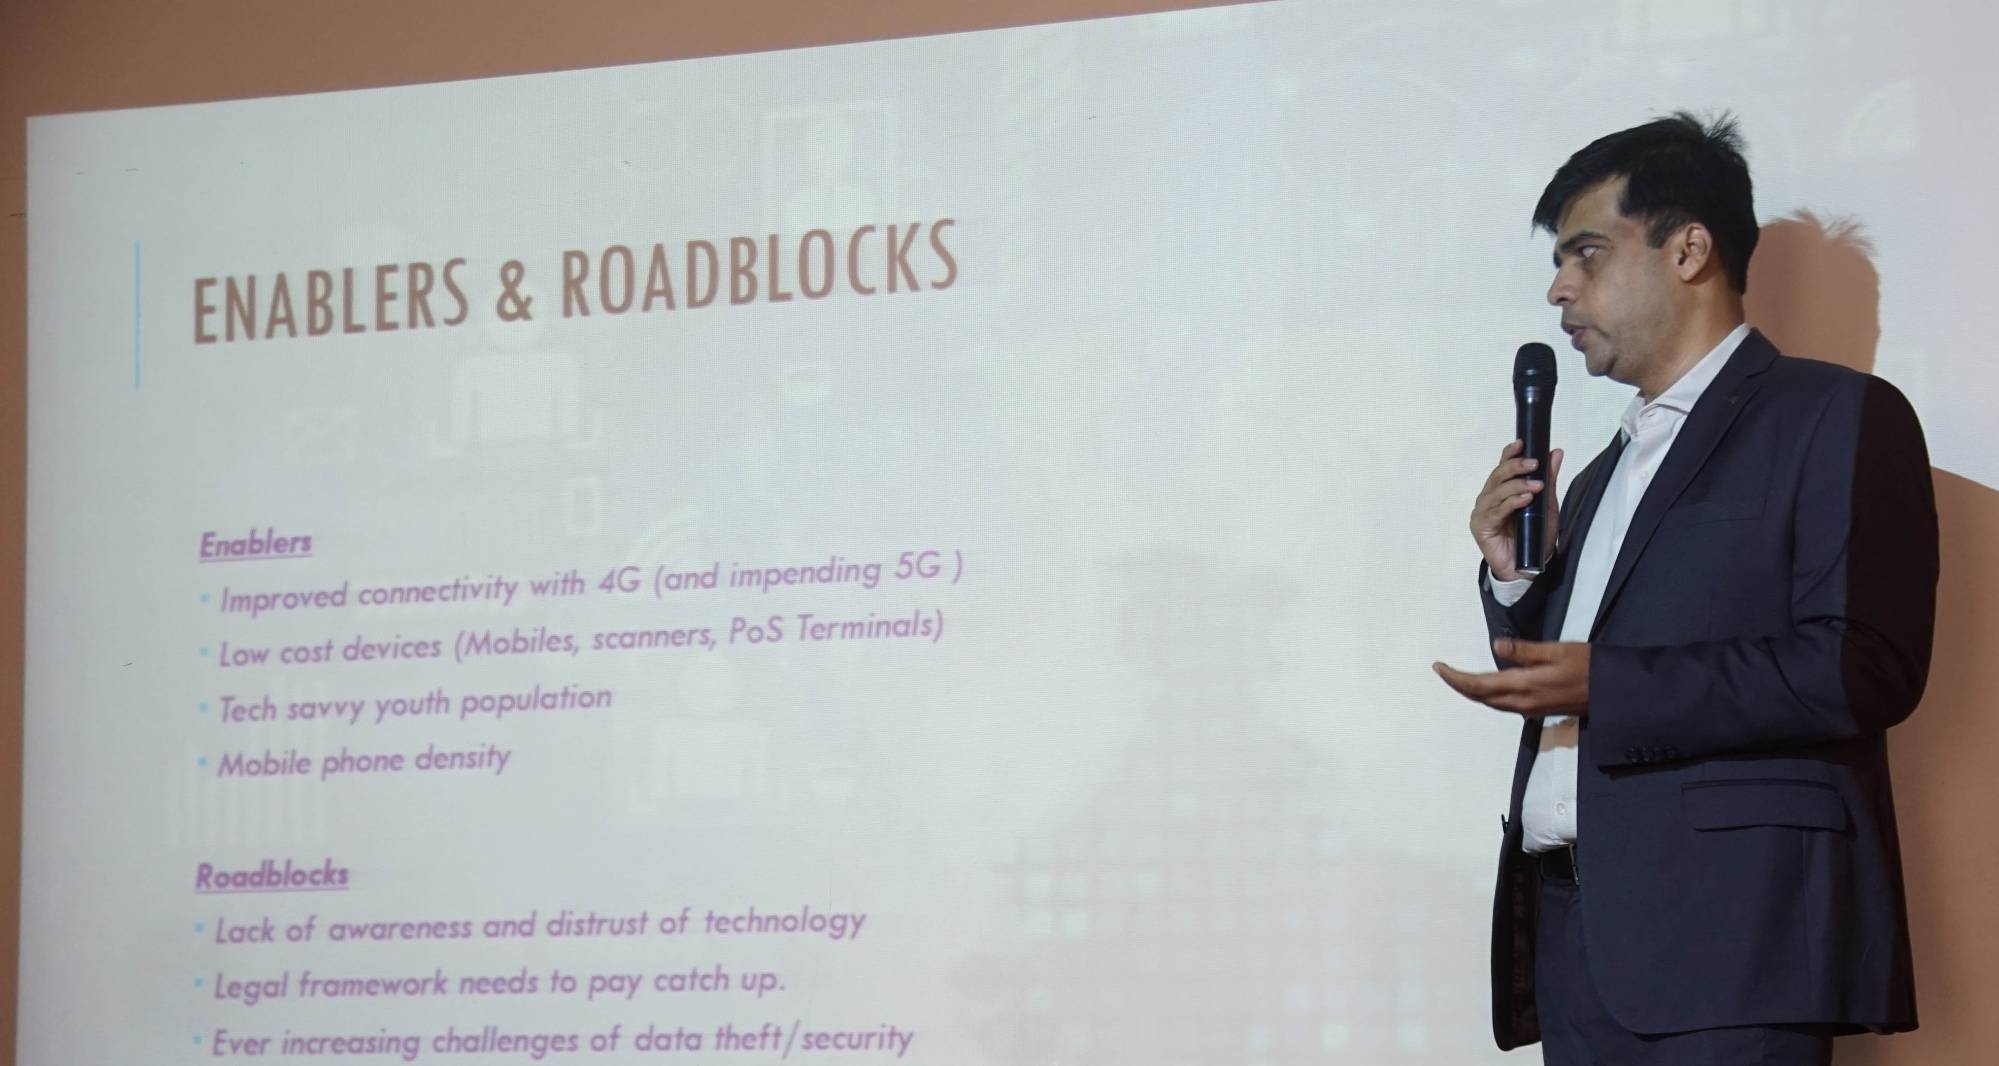 ENABLERS & ROADBLOCKS
Enablers
Improved connectivity with 4G (and impending 5G )
Low cost devices (Mobiles, scanners, PoS Terminals)
Tech savvy youth population
Mobile phone density
Roadblocks
Lack of awareness and distrust of technology
Legal framework needs to pay catch up.
Ever increasing challenges of data theft/security